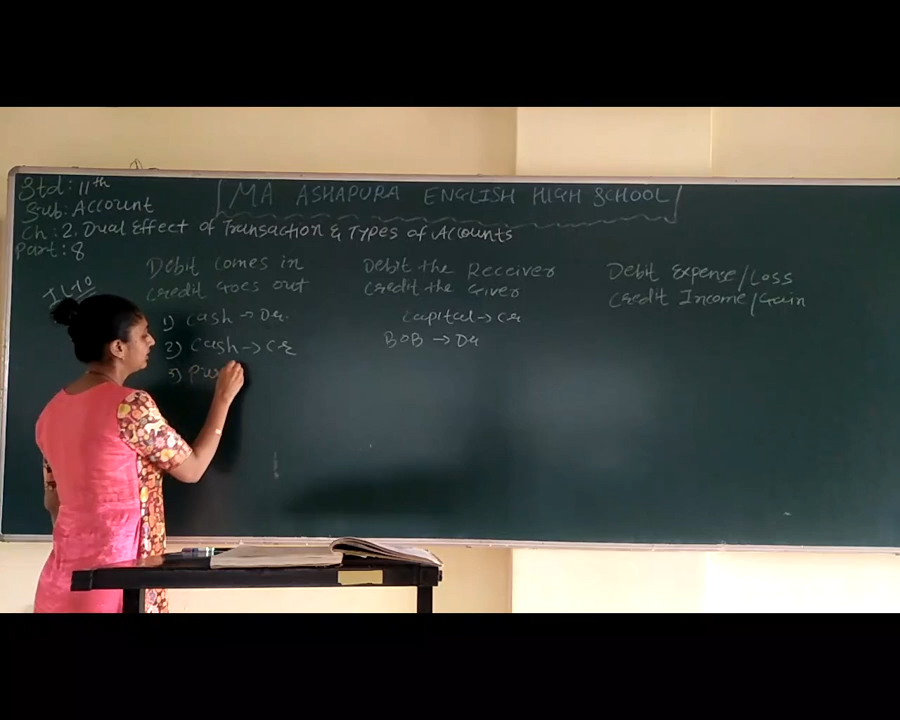 Std: 11th
Sub: Account
MA ASHAPURA ENGLISH HIGH SCHOOL
Ch: 2. Dual Effect of Transaction & Types of Accounts
Part: 8
Debit comes in
credit Goes out
1) cash → Dr.
2) Cash → Cr
3) Pur
Debit the Receiver
credit the Giver
Capital → Cr
BOB → Dr
Debit Expense/Loss
Credit Income/Gain